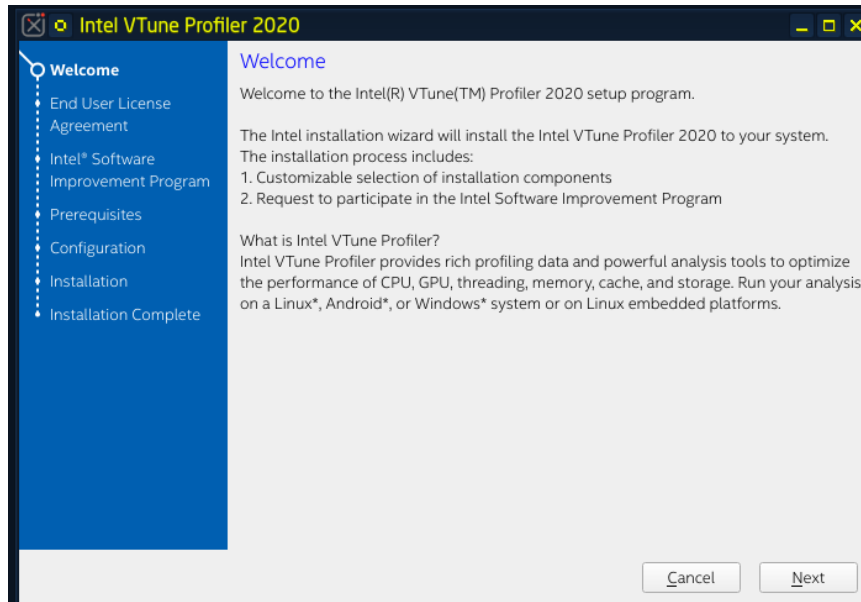 Intel VTune Profiler 2020
Welcome
End User License
Agreement
Intel® Software
Improvement Program
Prerequisites
Configuration
Installation
Installation Complete
Welcome
Welcome to the Intel(R) VTune(TM) Profiler 2020 setup program.
The Intel installation wizard will install the Intel VTune Profiler 2020 to your system.
The installation process includes:
1. Customizable selection of installation components
2. Request to participate in the Intel Software Improvement Program
What is Intel VTune Profiler?
Intel VTune Profiler provides rich profiling data and powerful analysis tools to optimize
the performance of CPU, GPU, threading, memory, cache, and storage. Run your analysis
on a Linux*, Android*, or Windows* system or on Linux embedded platforms.
Cancel
Next